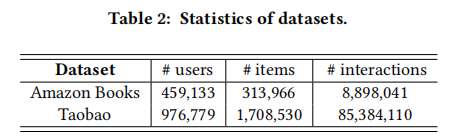 Table 2: Statistics of datasets.
Dataset # users # items # interactions
Amazon Books 459,133 313,966 8,898,041
Taobao 976,779 1,708,530 85,384,110